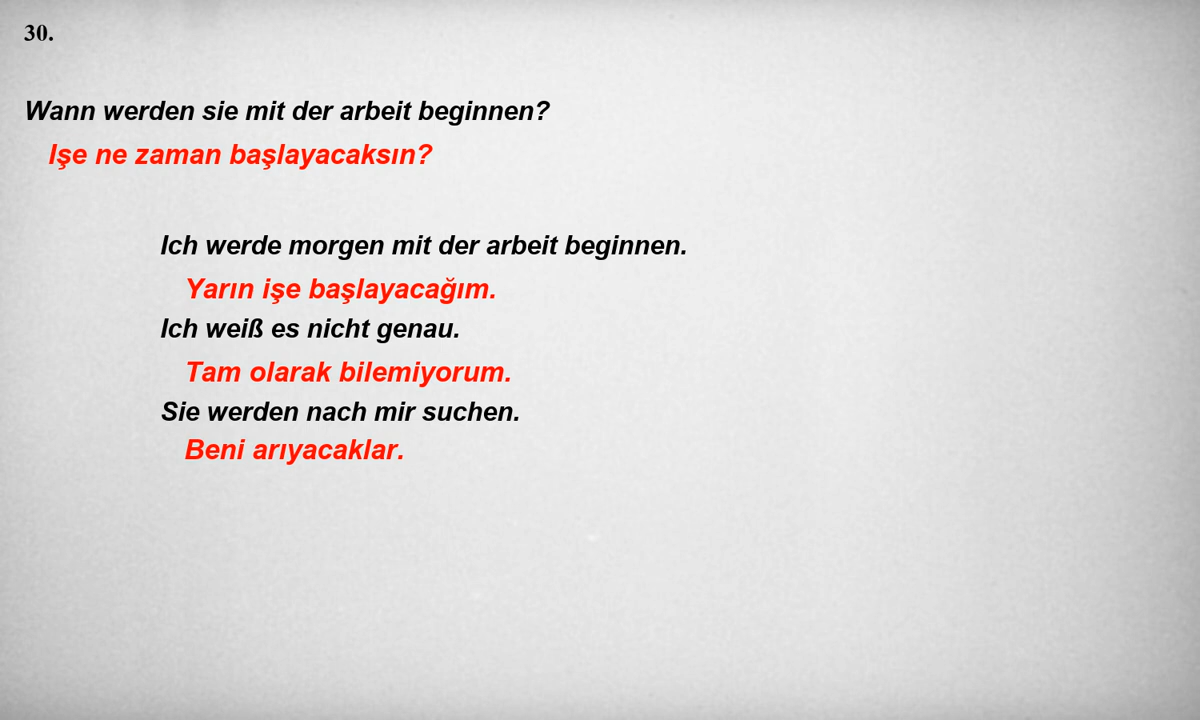 30.
Wann werden sie mit der arbeit beginnen?
Işe ne zaman başlayacaksın?
Ich werde morgen mit der arbeit beginnen.
Yarın işe başlayacağım.
Ich weiß es nicht genau.
Tam olarak bilemiyorum.
Sie werden nach mir suchen.
Beni arıyacaklar.